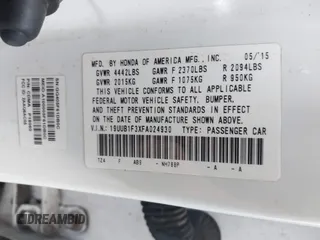 MFD. BY HONDA OF AMERICA MFG., INC. 05/15
GVWR 4442LBS GAWR F 2370LBS R 2094LBS
GVWR 2015KG GAWR F 1075KG R 950KG
THIS VEHICLE CONFORMS TO ALL APPLICABLE
FEDERAL MOTOR VEHICLE SAFETY, BUMPER, AND
THEFT PREVENTION STANDARDS IN EFFECT ON THE
DATE OF MANUFACTURE SHOWN ABOVE.
V.I.N.: 19UUB1F3XFA024930 TYPE: PASSENGER CAR
TZ4 F A - A
DREAMBID